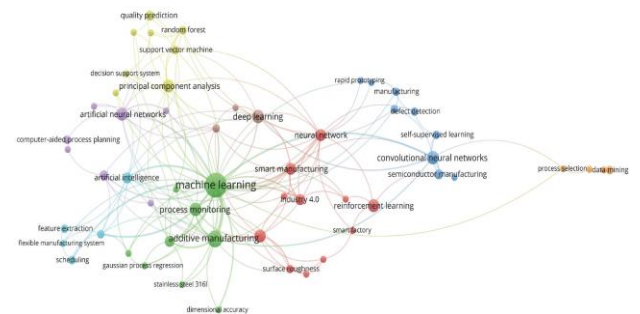 quality prediction
random forest
support vector machine
decision support system
principal component analysis
rapid prototyping
manufacturing
artificial neural networks
deep learning
defect detection
neural network
self-supervised learning
computer-aided process planning
convolutional neural networks
smart manufacturing
process selection
data mining
artificial intelligence
semiconductor manufacturing
machine learning
industry 4.0
process monitoring
reinforcement learning
feature extraction
smart factory
flexible manufacturing system
additive manufacturing
scheduling
gaussian process regression
surface roughness
stainless steel 316l
dimensional accuracy